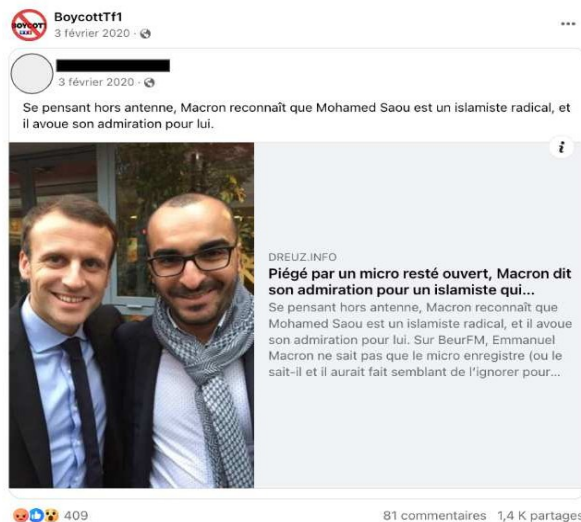 BOYCOTT
BoycottTf1
3 février 2020 ·
3 février 2020 ·
Se pensant hors antenne, Macron reconnaît que Mohamed Saou est un islamiste radical, et
il avoue son admiration pour lui.
i
DREUZ.INFO
Piégé par un micro resté ouvert, Macron dit
son admiration pour un islamiste qui...
Se pensant hors antenne, Macron reconnaît que
Mohamed Saou est un islamiste radical, et il avoue
son admiration pour lui. Sur BeurFM, Emmanuel
Macron ne sait pas que le micro enregistre (ou le
sait-il et il aurait fait semblant de l'ignorer pour...
409
81 commentaires 1,4 K partages